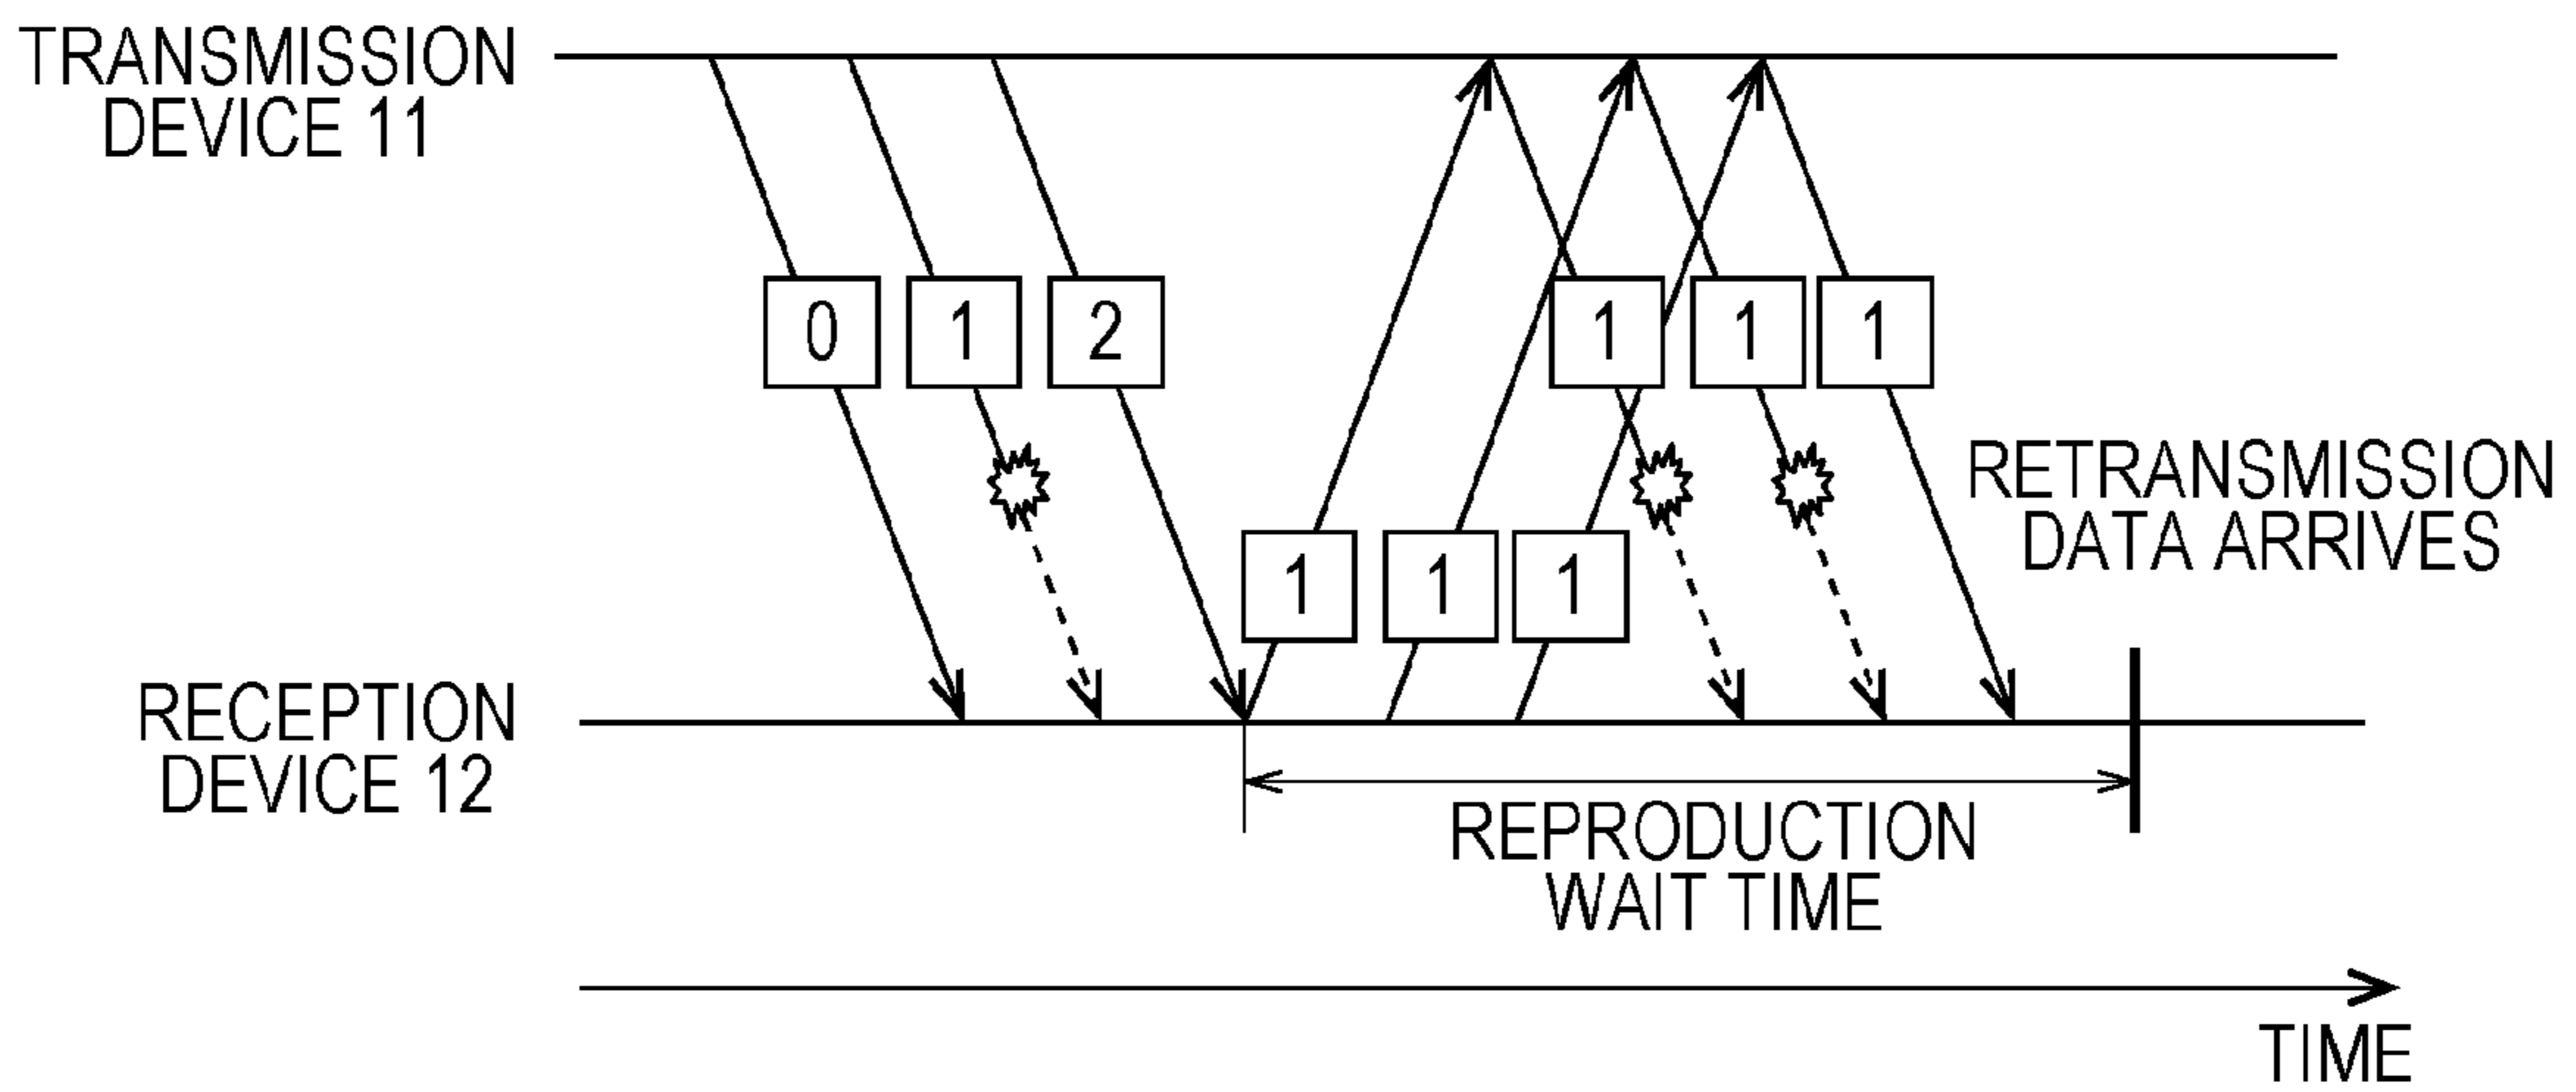 TRANSMISSION
DEVICE 11
0
1
2
1
1
1
1
1
1
RETRANSMISSION
DATA ARRIVES
RECEPTION
DEVICE 12
REPRODUCTION
WAIT TIME
TIME